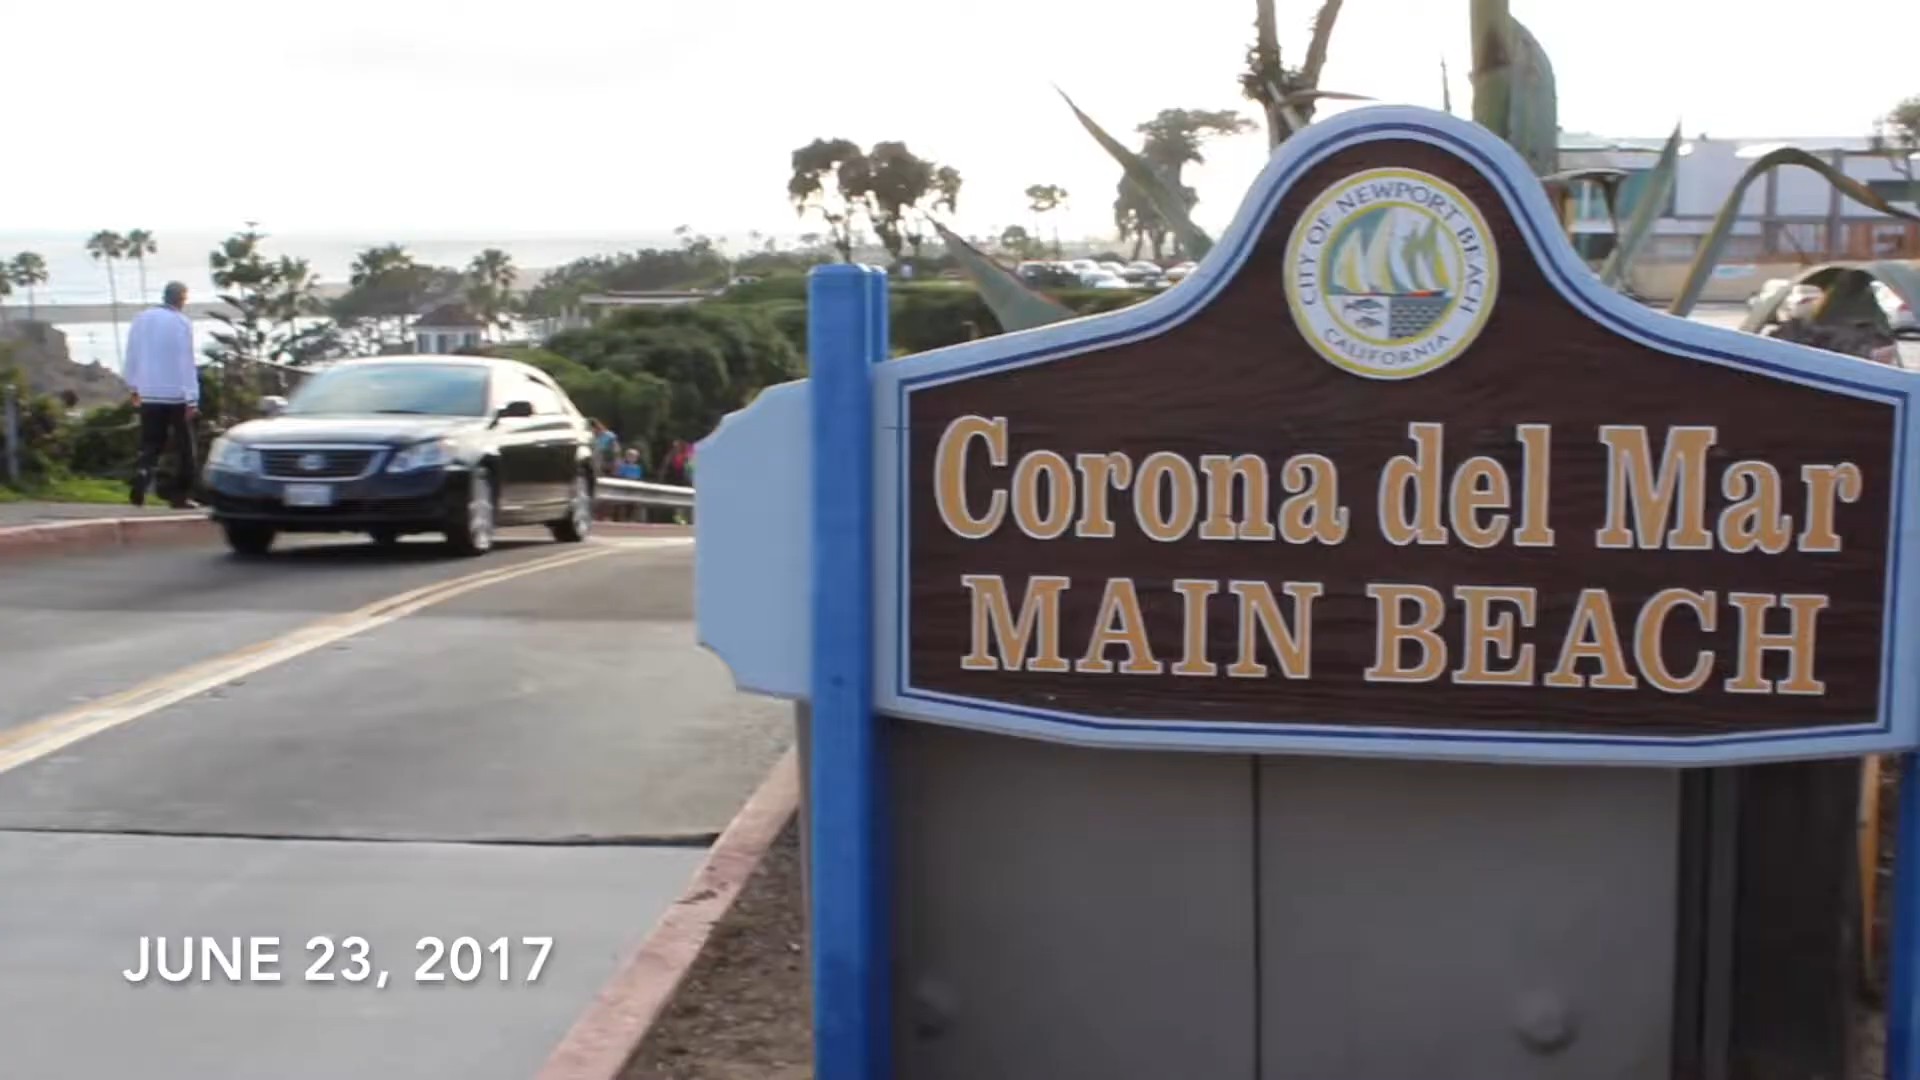 CITY OF NEWPORT BEACH
CALIFORNIA
Corona del Mar
MAIN BEACH
JUNE 23, 2017